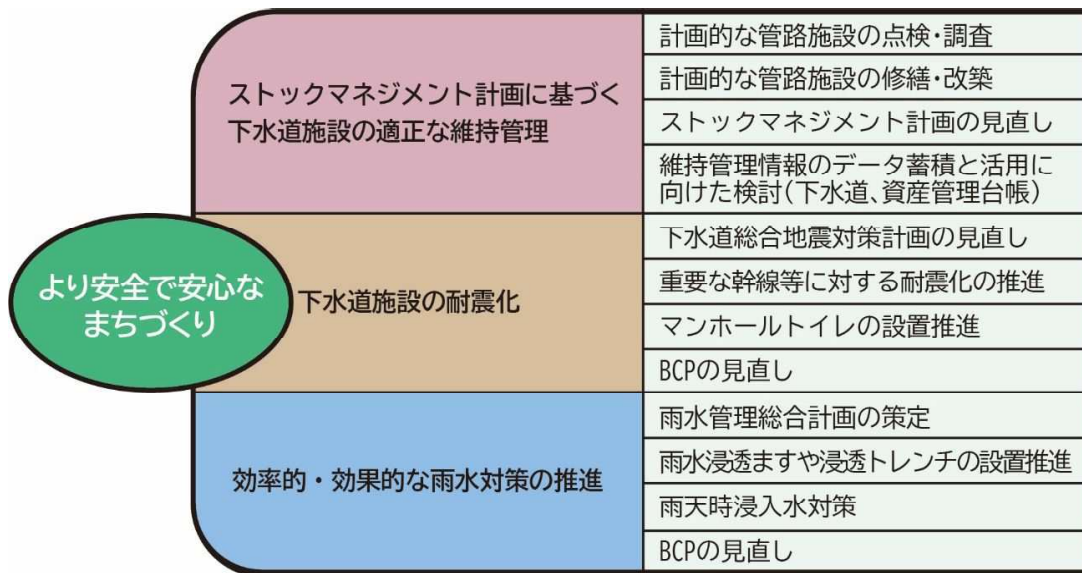 より安全で安心な
まちづくり
ストックマネジメント計画に基づく
下水道施設の適正な維持管理
計画的な管路施設の点検・調査
計画的な管路施設の修繕・改築
ストックマネジメント計画の見直し
維持管理情報のデータ蓄積と活用に
向けた検討(下水道、資産管理台帳)
下水道施設の耐震化
下水道総合地震対策計画の見直し
重要な幹線等に対する耐震化の推進
マンホールトイレの設置推進
BCPの見直し
効率的・効果的な雨水対策の推進
雨水管理総合計画の策定
雨水浸透ますや浸透トレンチの設置推進
雨天時浸入水対策
BCPの見直し